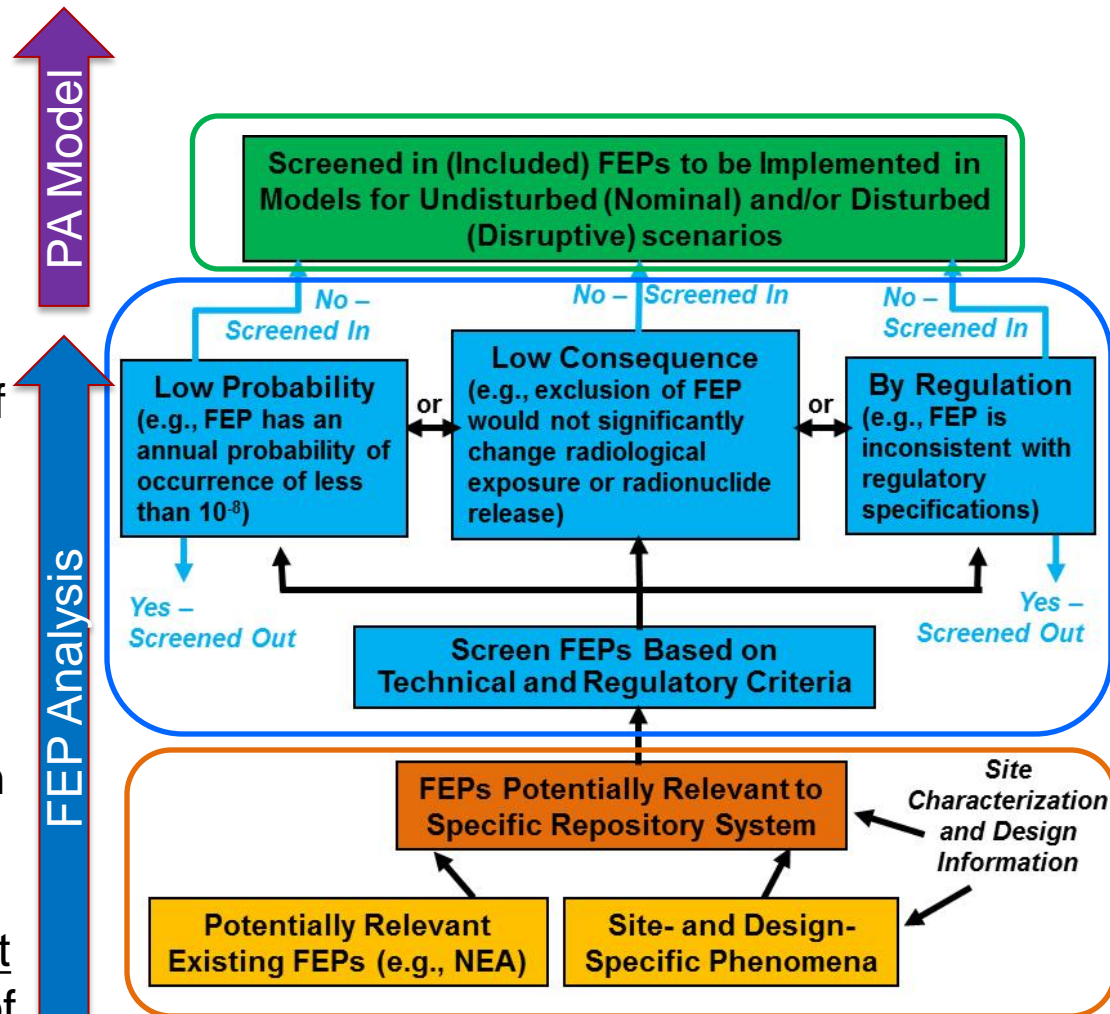 PA Model
Screened in (Included) FEPs to be Implemented in
Models for Undisturbed (Nominal) and/or Disturbed
(Disruptive) scenarios
No –
Screened In
No – Screened In
No –
Screened In
Low Probability
(e.g., FEP has an
annual probability of
occurrence of less
than 10⁻⁸)
or
Low Consequence
(e.g., exclusion of FEP
would not significantly
change radiological
exposure or radionuclide
release)
or
By Regulation
(e.g., FEP is
inconsistent with
regulatory
specifications)
Yes –
Screened Out
Yes –
Screened Out
Screen FEPs Based on
Technical and Regulatory Criteria
FEP Analysis
FEPs Potentially Relevant to
Specific Repository System
Site
Characterization
and Design
Information
Potentially Relevant
Existing FEPs (e.g., NEA)
Site- and Design-
Specific Phenomena